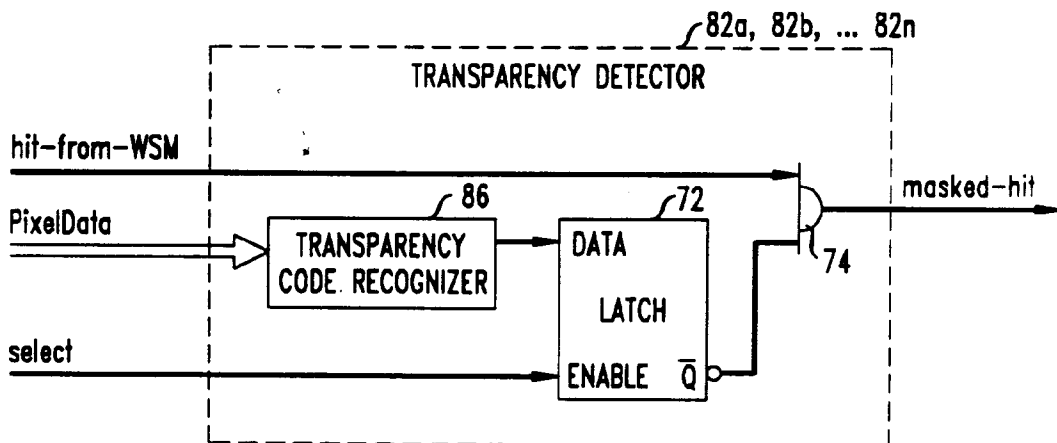 82a, 82b, ... 82n
TRANSPARENCY DETECTOR
hit-from-WSM
masked-hit
PixelData
86
72
TRANSPARENCY
CODE. RECOGNIZER
DATA
74
LATCH
select
ENABLE Q̅